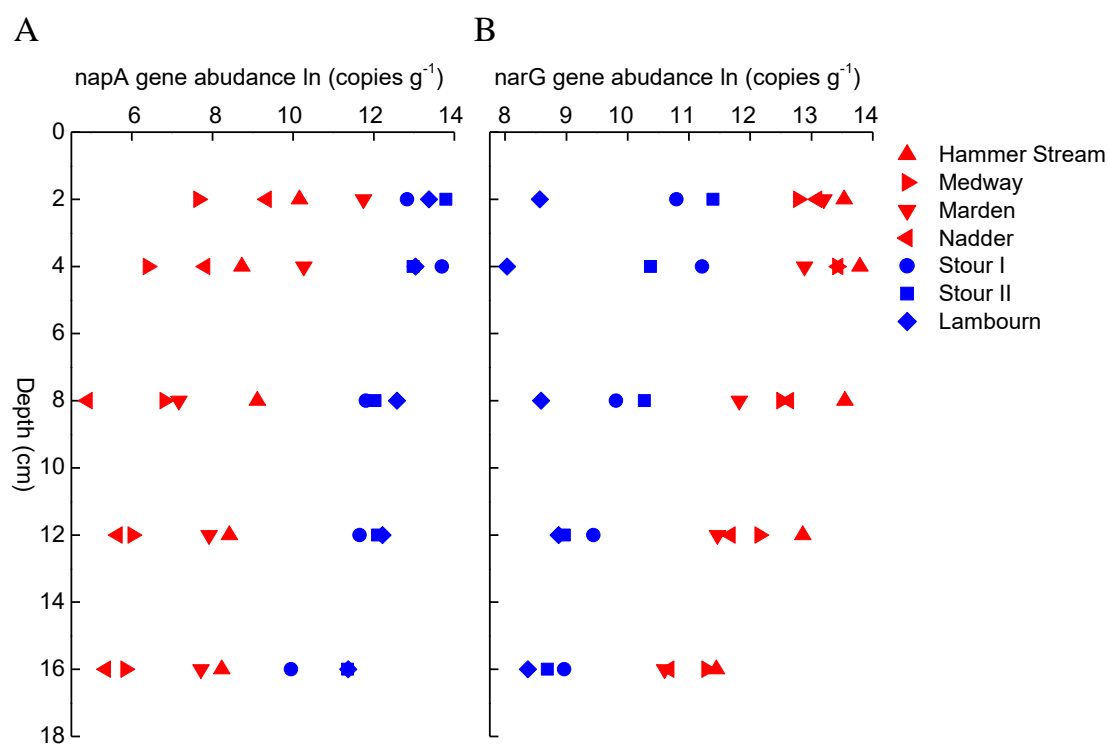 A
B
napA gene abudance ln (copies g⁻¹)
narG gene abudance ln (copies g⁻¹)
6 8 10 12 14
8 9 10 11 12 13 14
0
2
4
6
8
10
12
14
16
18
Depth (cm)
Hammer Stream
Medway
Marden
Nadder
Stour I
Stour II
Lambourn